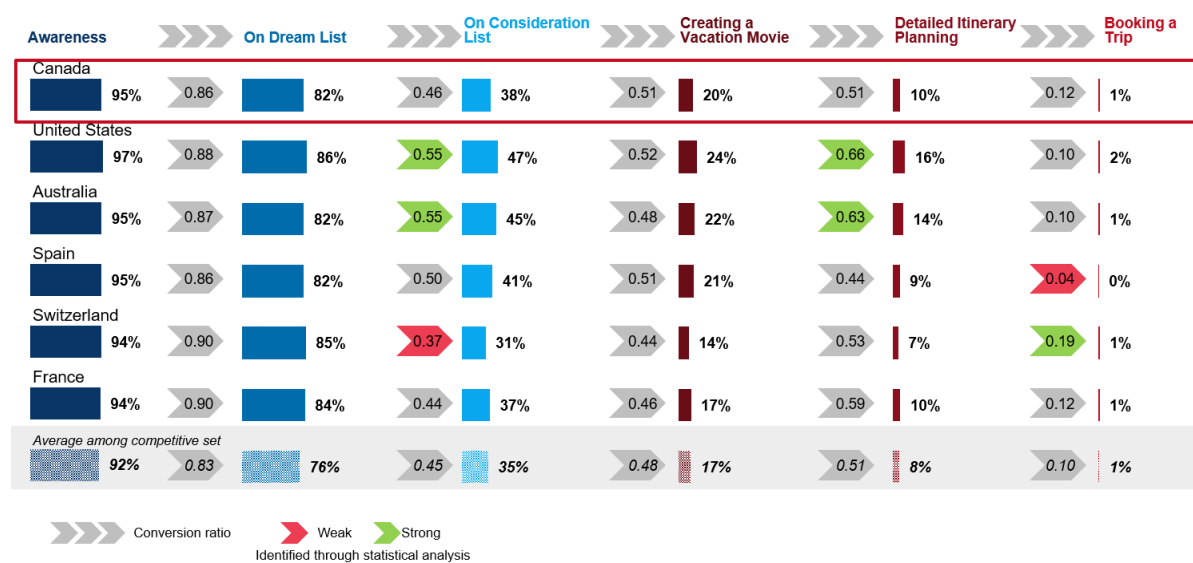 Awareness On Dream List On Consideration List Creating a Vacation Movie Detailed Itinerary Planning Booking a Trip
Canada
95% 0.86 82% 0.46 38% 0.51 20% 0.51 10% 0.12 1%
United States
97% 0.88 86% 0.55 47% 0.52 24% 0.66 16% 0.10 2%
Australia
95% 0.87 82% 0.55 45% 0.48 22% 0.63 14% 0.10 1%
Spain
95% 0.86 82% 0.50 41% 0.51 21% 0.44 9% 0.04 0%
Switzerland
94% 0.90 85% 0.37 31% 0.44 14% 0.53 7% 0.19 1%
France
94% 0.90 84% 0.44 37% 0.46 17% 0.59 10% 0.12 1%
Average among competitive set
92% 0.83 76% 0.45 35% 0.48 17% 0.51 8% 0.10 1%
Conversion ratio Weak Strong
Identified through statistical analysis